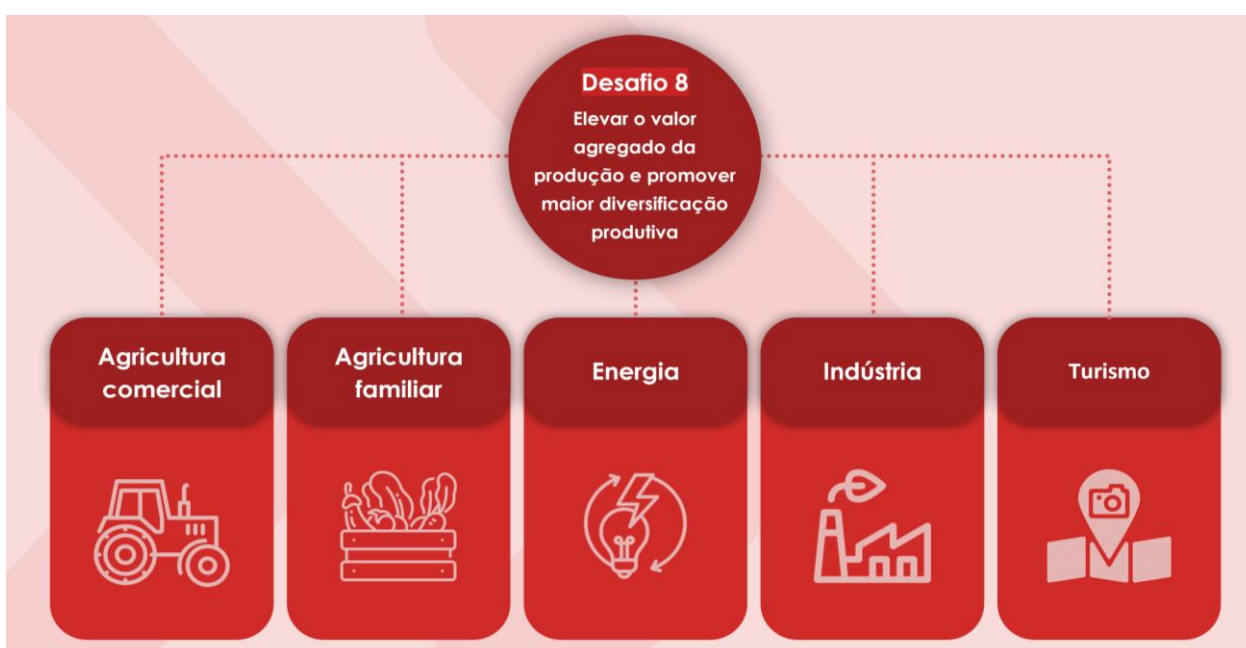 Desafio 8
Elevar o valor
agregado da
produção e promover
maior diversificação
produtiva
Agricultura
comercial
Agricultura
familiar
Energia
Indústria
Turismo